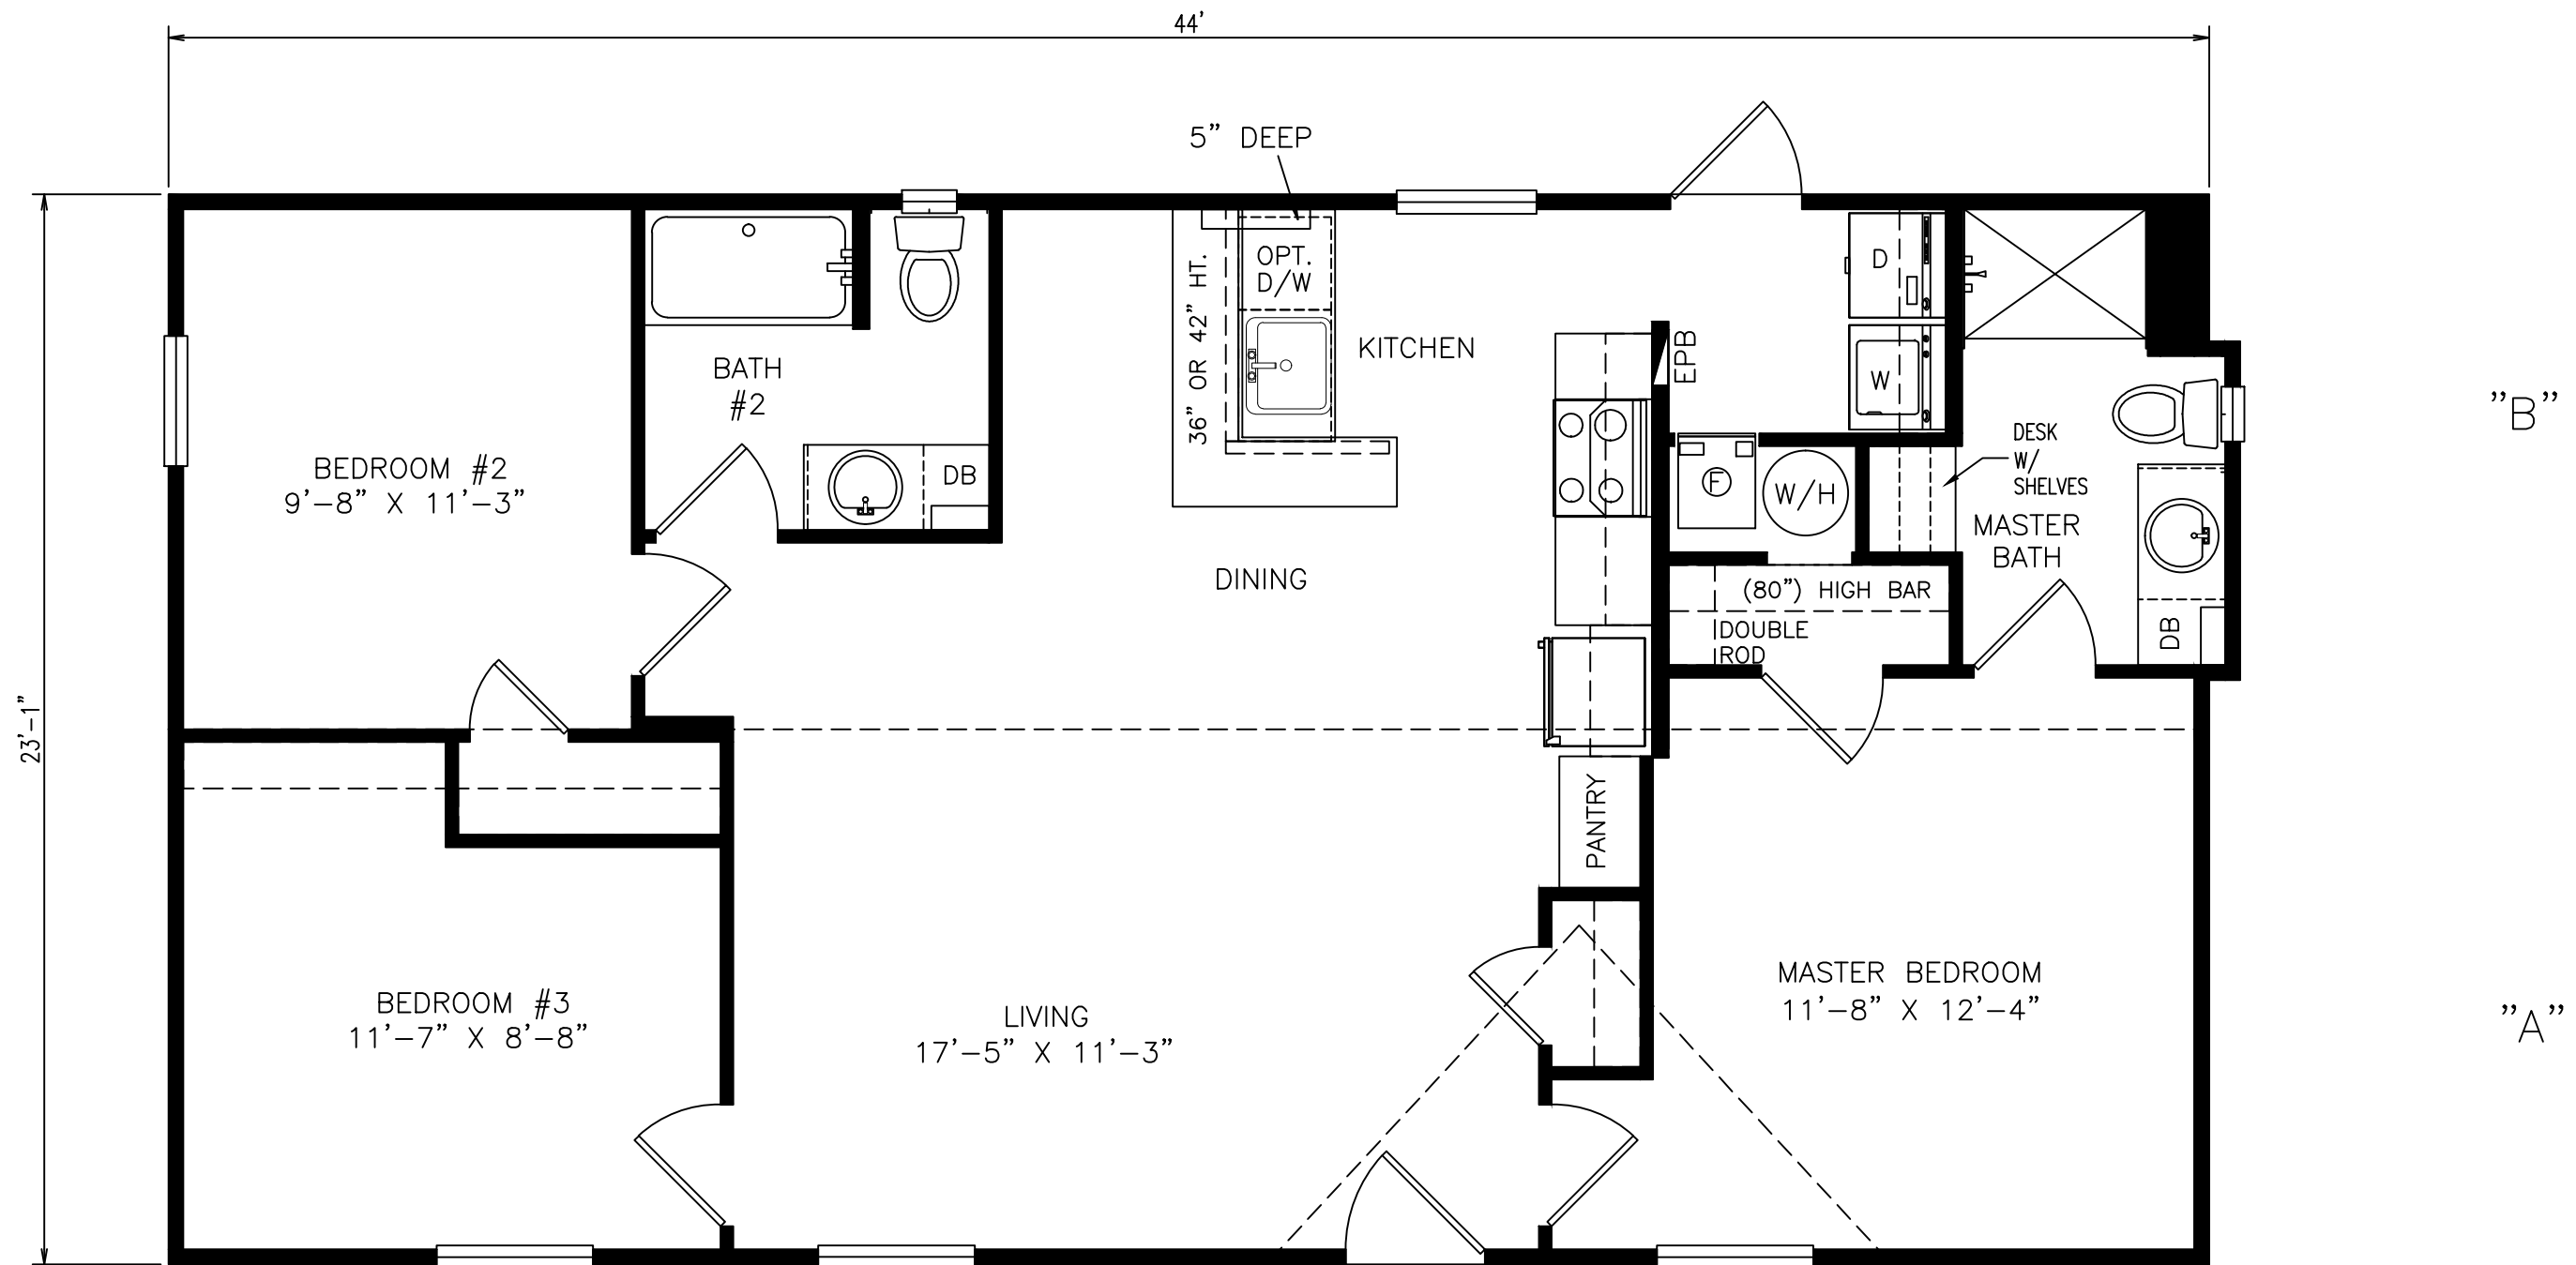 44'
5" DEEP
23'-1"
BEDROOM #2
9'-8" X 11'-3"
BATH
#2
DB
36" OR 42" HT.
OPT.
D/W
KITCHEN
DINING
EPB
D
W
F
W/H
DESK
W/
SHELVES
MASTER
BATH
DB
(80") HIGH BAR
DOUBLE
ROD
PANTRY
"B"
BEDROOM #3
11'-7" X 8'-8"
LIVING
17'-5" X 11'-3"
MASTER BEDROOM
11'-8" X 12'-4"
"A"